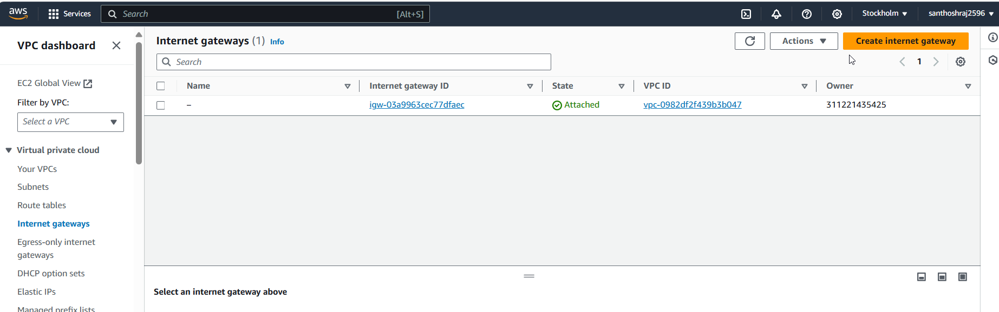 aws
Services
Search [Alt+S]
Stockholm
santhoshraj2596
VPC dashboard
EC2 Global View
Filter by VPC:
Select a VPC
Virtual private cloud
Your VPCs
Subnets
Route tables
Internet gateways
Egress-only internet
gateways
DHCP option sets
Elastic IPs
Managed prefix lists
Internet gateways (1) Info
Actions
Create internet gateway
Search
1
Name Internet gateway ID State VPC ID Owner
– igw-03a9963cec77dfaec Attached vpc-0982df2f439b3b047 311221435425
Select an internet gateway above